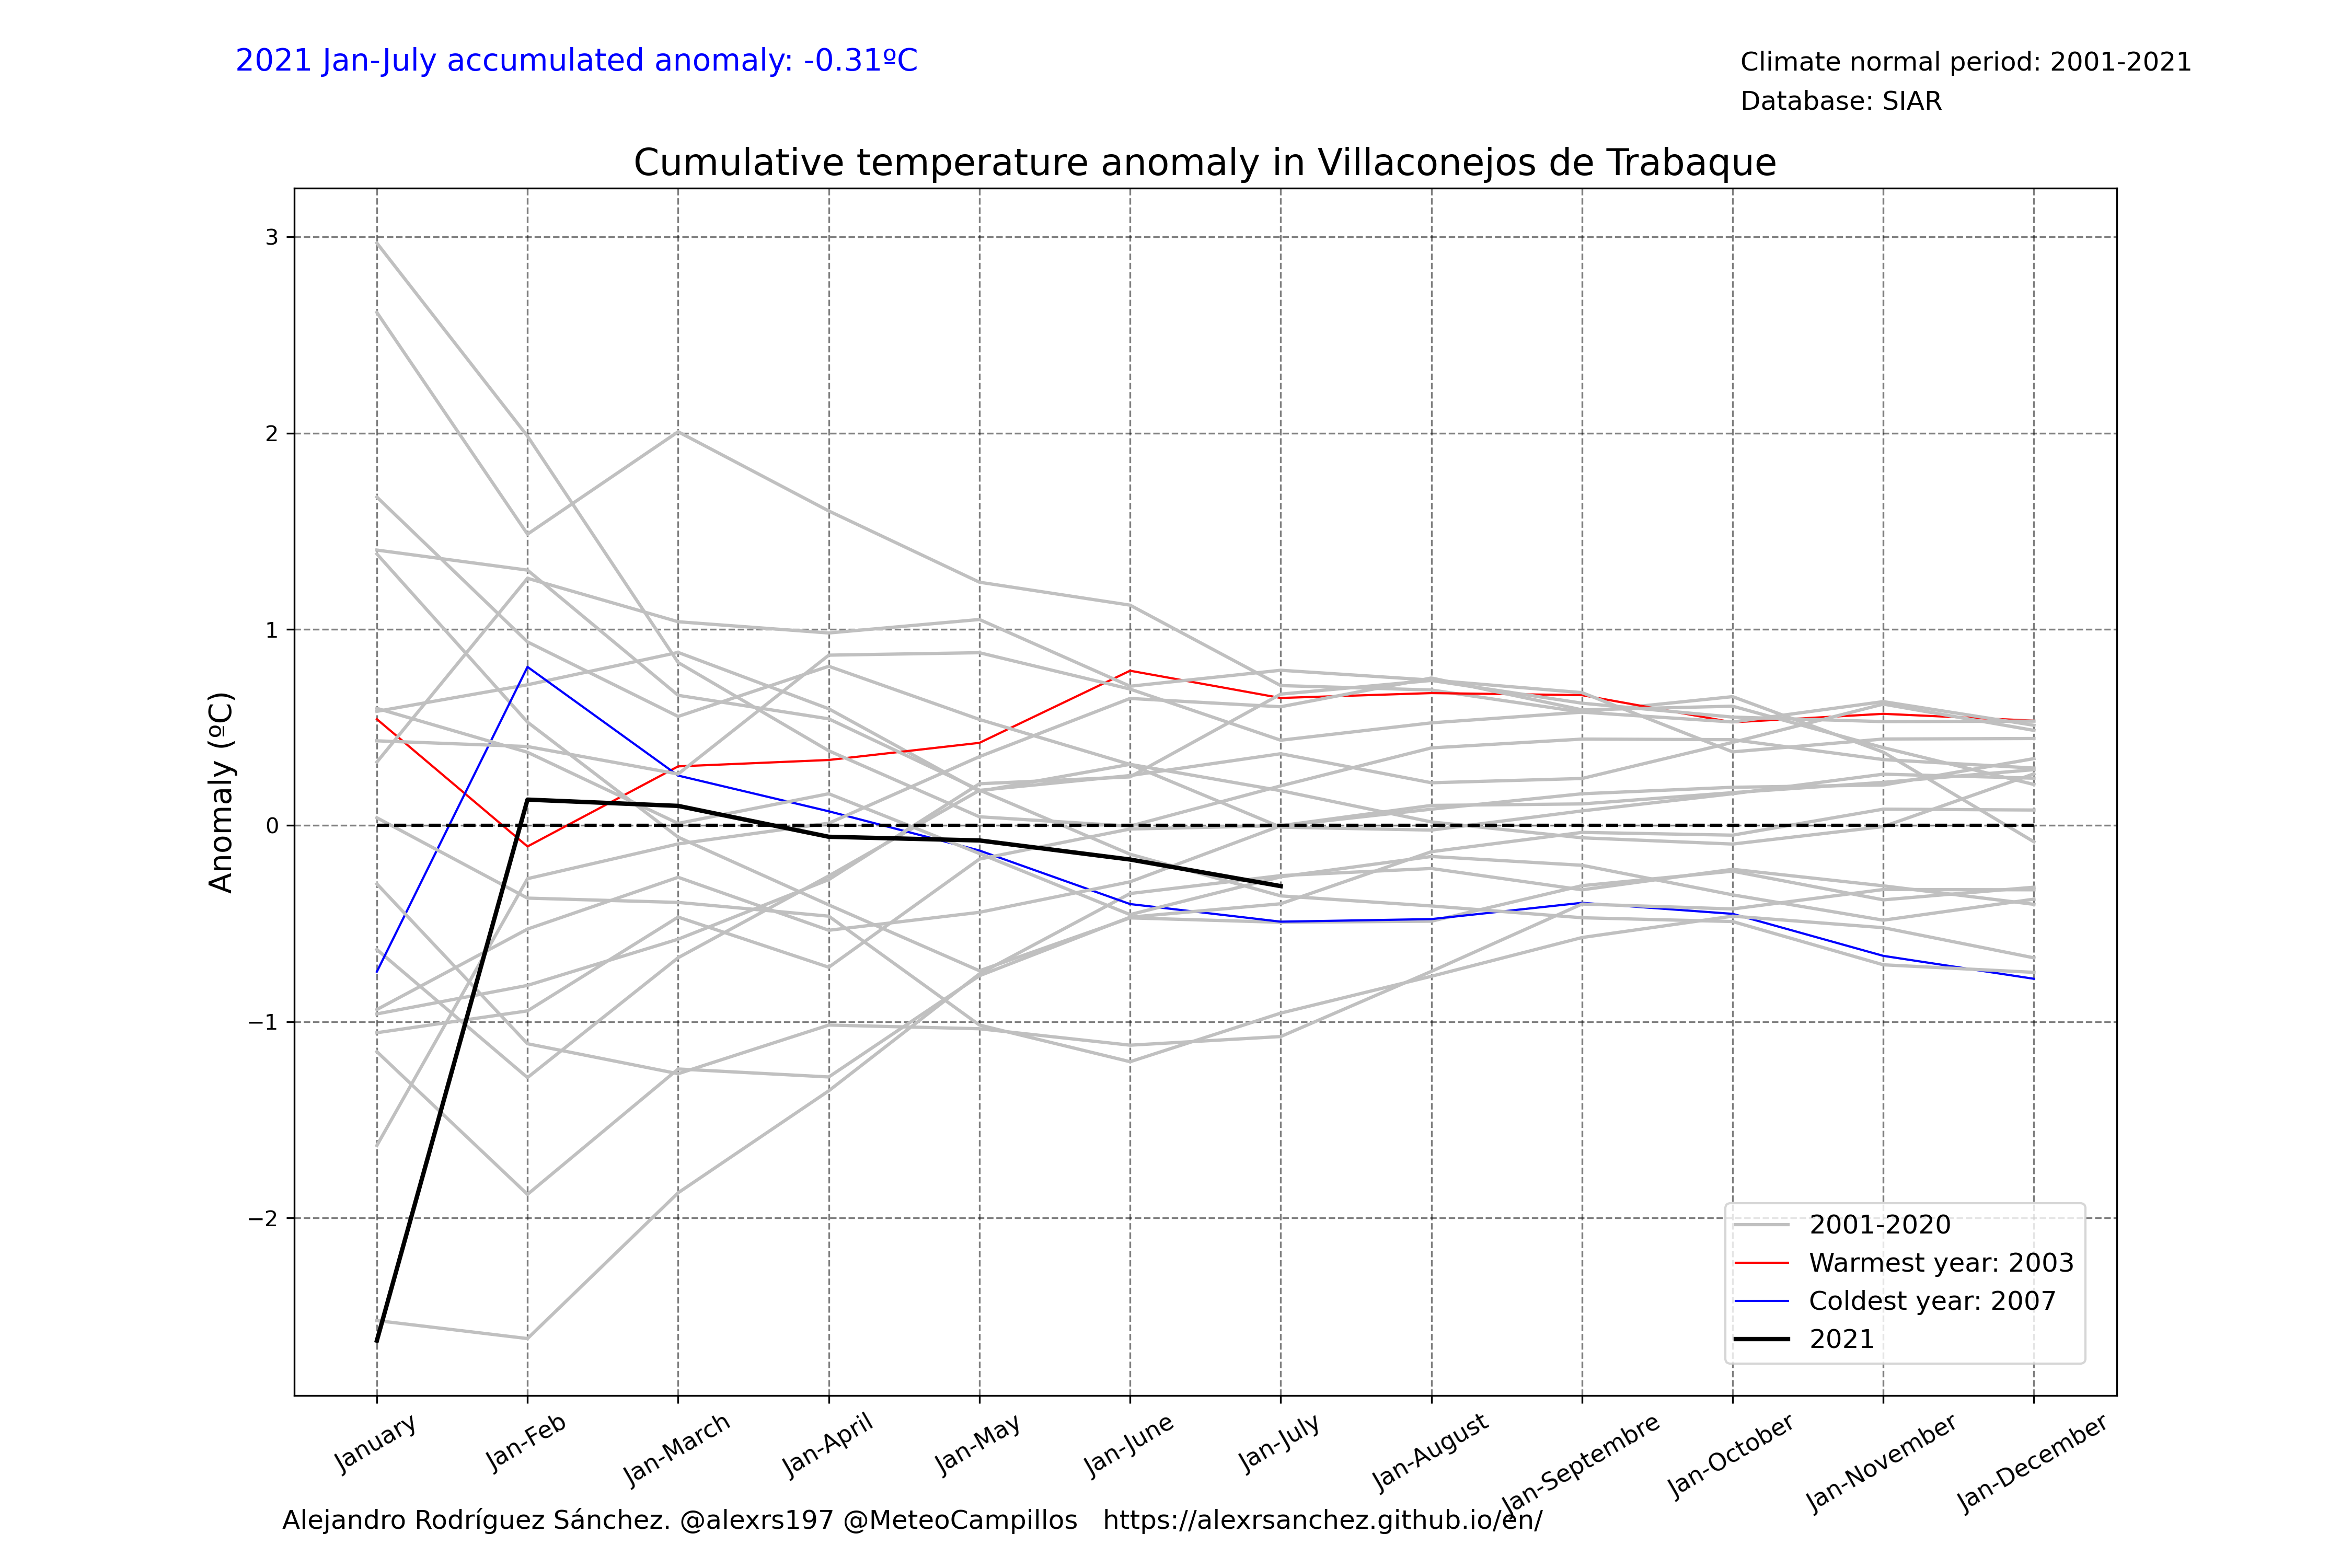 2021 Jan-July accumulated anomaly: -0.31ºC
Climate normal period: 2001-2021
Database: SIAR
Cumulative temperature anomaly in Villaconejos de Trabaque
Anomaly (ºC)
3
2
1
0
−1
−2
2001-2020
Warmest year: 2003
Coldest year: 2007
2021
January
Jan-Feb
Jan-March
Jan-April
Jan-May
Jan-June
Jan-July
Jan-August
Jan-Septembre
Jan-October
Jan-November
Jan-December
Alejandro Rodríguez Sánchez. @alexrs197 @MeteoCampillos https://alexrsanchez.github.io/en/